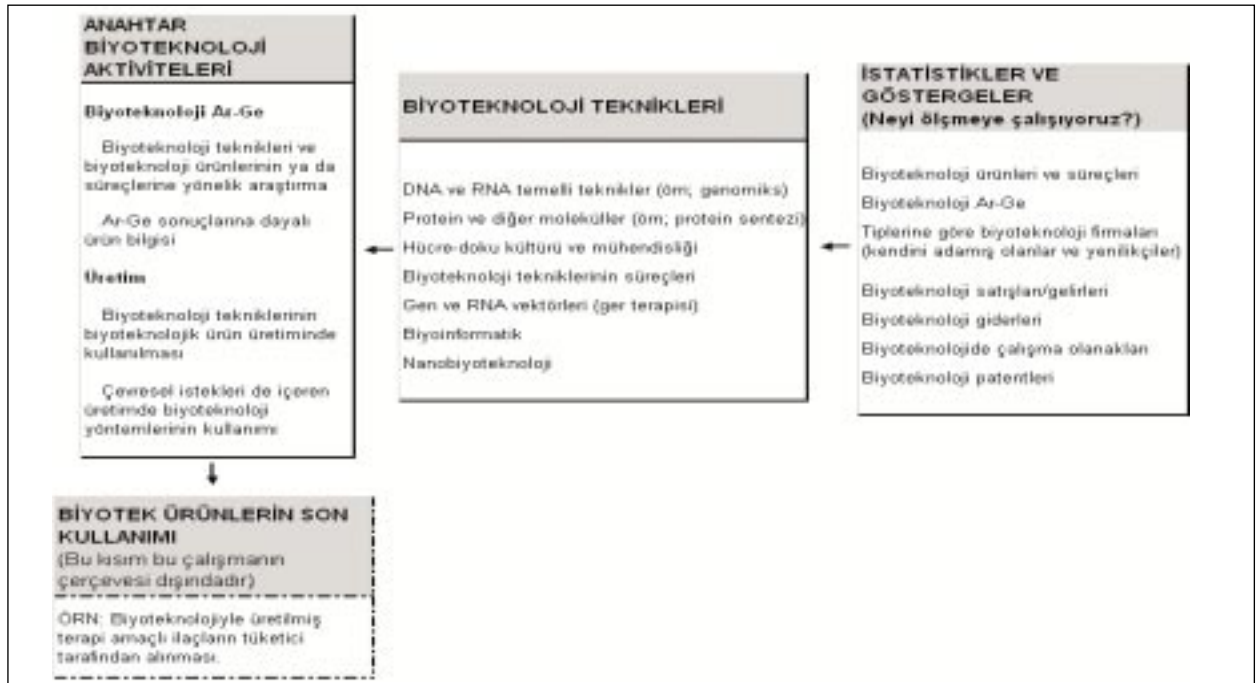 ANAHTAR
BİYOTEKNOLOJİ
AKTİVİTELERİ
Biyoteknoloji Ar-Ge
Biyoteknoloji teknikleri ve
biyoteknoloji ürünlerinin ya da
süreçlerine yönelik araştırma
Ar-Ge sonuçlarına dayalı
ürün bilgisi
Üretim
Biyoteknoloji tekniklerinin
biyoteknolojik ürün üretiminde
kullanılması
Çevresel istekleri de içeren
üretimde biyoteknoloji
yöntemlerinin kullanımı
BİYOTEKNOLOJİ TEKNİKLERİ
DNA ve RNA temelli teknikler (örn; genomiks)
Protein ve diğer moleküller (örn; protein sentezi)
Hücre-doku kültürü ve mühendisliği
Biyoteknoloji tekniklerinin süreçleri
Gen ve RNA vektörleri (ger terapisi)
Biyoinformatik
Nanobiyoteknoloji
İSTATİSTİKLER VE
GÖSTERGELER
(Neyi ölçmeye çalışıyoruz?)
Biyoteknoloji ürünleri ve süreçleri
Biyoteknoloji Ar-Ge
Tiplerine göre biyoteknoloji firmaları
(kendini adamış olanlar ve yenilikçiler)
Biyoteknoloji satışları/gelirleri
Biyoteknoloji giderleri
Biyoteknolojide çalışma olanakları
Biyoteknoloji patentleri
BİYOTEK ÜRÜNLERİN SON
KULLANIMI
(Bu kısım bu çalışmanın
çerçevesi dışındadır)
ÖRN: Biyoteknolojiyle üretilmiş
terapi amaçlı ilaçların tüketici
tarafından alınması.